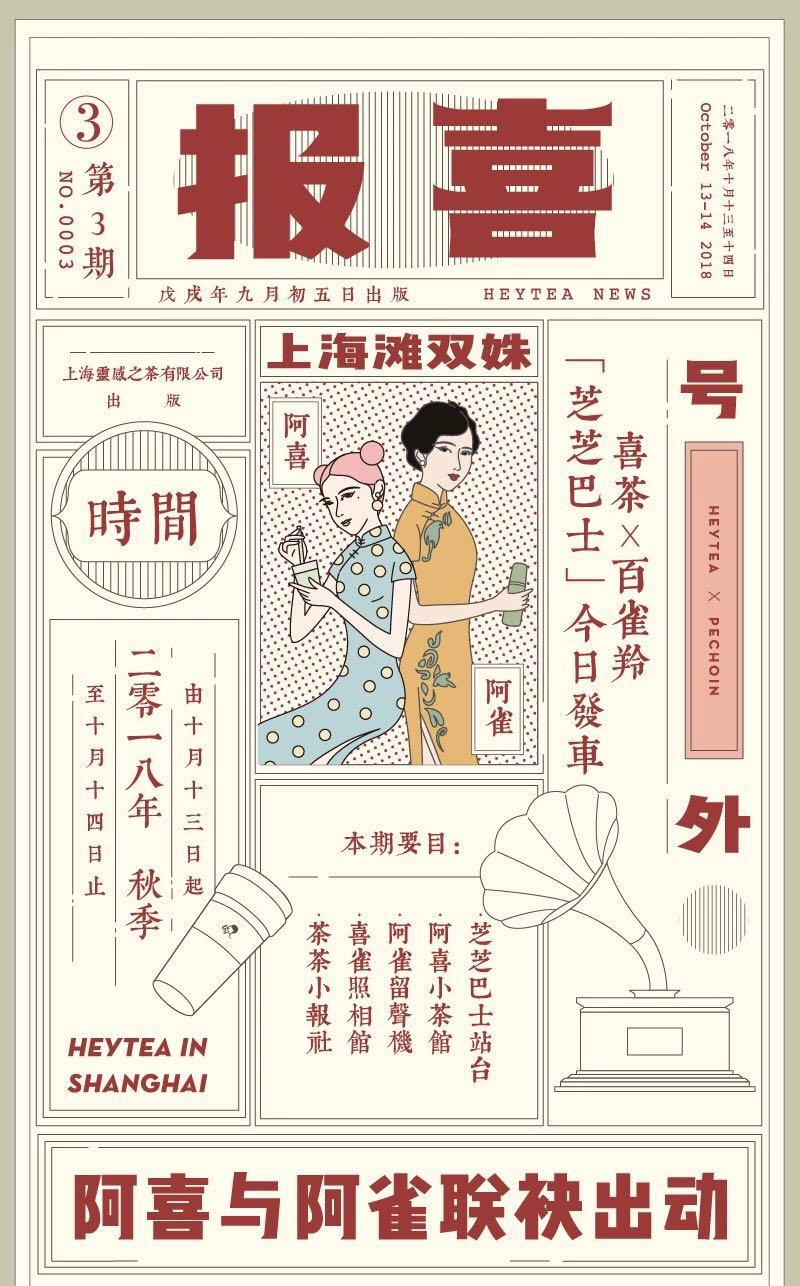 ③
第3期
NO.0003
报喜
二零一八年十月十三至十四日
October 13-14 2018
戊戌年九月初五日出版
HEYTEA NEWS
上海靈感之茶有限公司
出 版
時間
由十月十三日起
二零一八年 秋季
至十月十四日止
HEYTEA IN
SHANGHAI
上海滩双姝
阿喜
阿雀
号外
HEYTEA X PECHOIN
喜茶X百雀羚
「芝芝巴士」今日發車
本期要目：
·芝芝巴士站台
·阿喜小茶館
·阿雀留聲機
·喜雀照相館
·茶茶小報社
阿喜与阿雀联袂出动